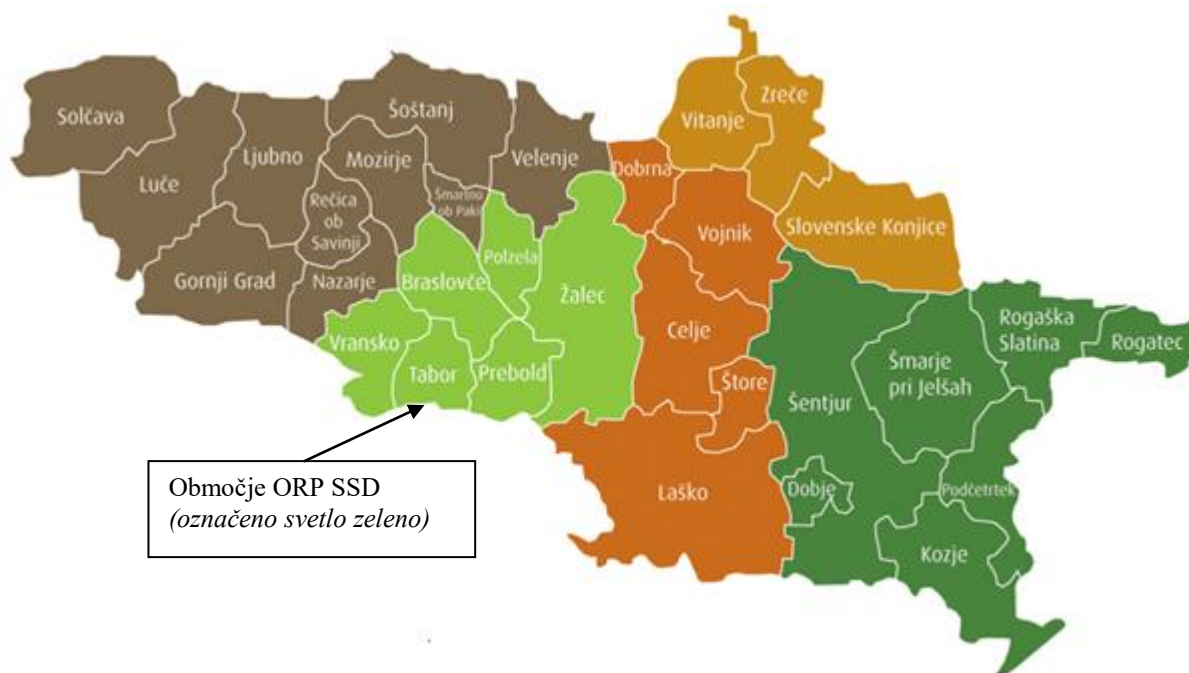 Solčava
Luče
Ljubno
Gornji Grad
Rečica
ob
Savinji
Nazarje
Mozirje
Šoštanj
Šmartno
ob Paki
Velenje
Vransko
Tabor
Braslovče
Polzela
Prebold
Žalec
Dobrna
Vojnik
Celje
Štore
Laško
Vitanje
Zreče
Slovenske Konjice
Šentjur
Dobje
Šmarje
pri Jelšah
Rogaška
Slatina
Rogatec
Podčetrtek
Kozje
Območje ORP SSD
(označeno svetlo zeleno)